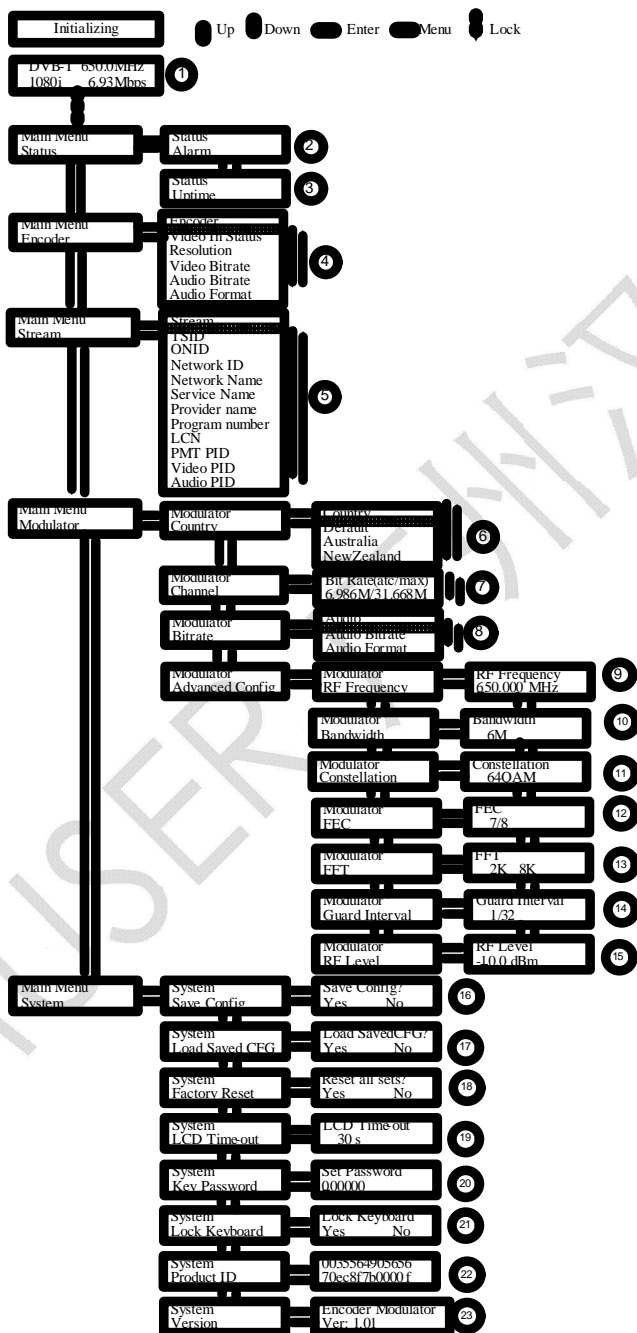 Initializing
Up Down Enter Menu Lock
DVB-T 650.0MHz
1080i 6.93Mbps
1
Main Menu
Status
Status
Alarm
2
Status
Uptime
3
Main Menu
Encoder
Encoder
Video In Status
Resolution
Video Bitrate
Audio Bitrate
Audio Format
4
Main Menu
Stream
Stream
TSID
ONID
Network ID
Network Name
Service Name
Provider name
Program number
LCN
PMT PID
Video PID
Audio PID
5
Main Menu
Modulator
Modulator
Country
Country
Default
Australia
NewZealand
6
Modulator
Channel
Bit Rate(atc/max)
6.986M/31.668M
7
Modulator
Bitrate
Audio
Audio Bitrate
Audio Format
8
Modulator
Advanced Config
Modulator
RF Frequency
RF Frequency
650.000 MHz
9
Modulator
Bandwidth
Bandwidth
6M
10
Modulator
Constellation
Constellation
64QAM
11
Modulator
FEC
FEC
7/8
12
Modulator
FFT
FFT
2K 8K
13
Modulator
Guard Interval
Guard Interval
1/32
14
Modulator
RF Level
RF Level
-10.0 dBm
15
Main Menu
System
System
Save Config
Save Config?
Yes No
16
System
Load Saved CFG
Load SavedCFG?
Yes No
17
System
Factory Reset
Reset all sets?
Yes No
18
System
LCD Time-out
LCD Time-out
30 s
19
System
Key Password
Set Password
000000
20
System
Lock Keyboard
Lock Keyboard
Yes No
21
System
Product ID
0035564905656
70ec8f7b0000f
22
System
Version
Encoder Modulator
Ver: 1.01
23